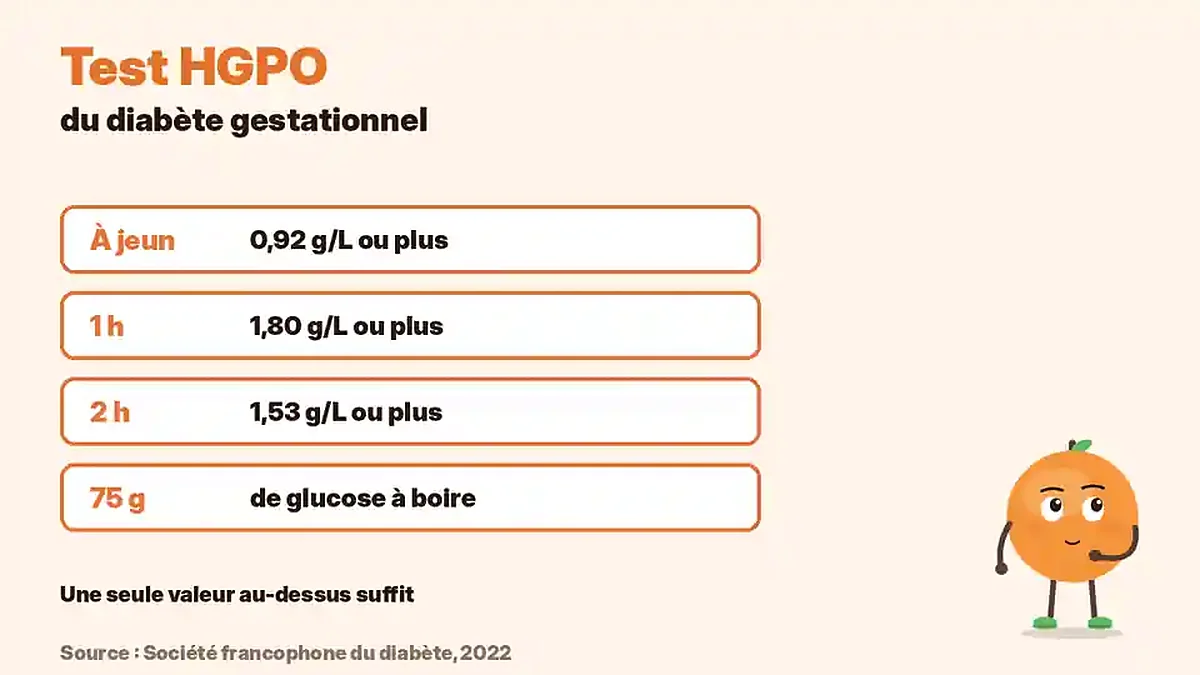 Test HGPO
du diabète gestationnel
À jeun 0,92 g/L ou plus
1 h 1,80 g/L ou plus
2 h 1,53 g/L ou plus
75 g de glucose à boire
Une seule valeur au-dessus suffit
Source : Société francophone du diabète, 2022